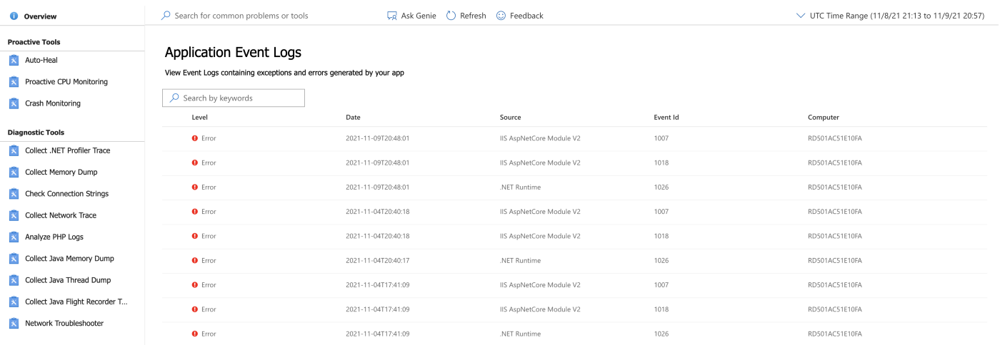 Overview
Search for common problems or tools
Ask Genie
Refresh
Feedback
UTC Time Range (11/8/21 21:13 to 11/9/21 20:57)
Proactive Tools
Auto-Heal
Proactive CPU Monitoring
Crash Monitoring
Diagnostic Tools
Collect .NET Profiler Trace
Collect Memory Dump
Check Connection Strings
Collect Network Trace
Analyze PHP Logs
Collect Java Memory Dump
Collect Java Thread Dump
Collect Java Flight Recorder T...
Network Troubleshooter
Application Event Logs
View Event Logs containing exceptions and errors generated by your app
Search by keywords
Level Date Source Event Id Computer
Error 2021-11-09T20:48:01 IIS AspNetCore Module V2 1007 RD501AC51E10FA
Error 2021-11-09T20:48:01 IIS AspNetCore Module V2 1018 RD501AC51E10FA
Error 2021-11-09T20:48:01 .NET Runtime 1026 RD501AC51E10FA
Error 2021-11-04T20:40:18 IIS AspNetCore Module V2 1007 RD501AC51E10FA
Error 2021-11-04T20:40:18 IIS AspNetCore Module V2 1018 RD501AC51E10FA
Error 2021-11-04T20:40:17 .NET Runtime 1026 RD501AC51E10FA
Error 2021-11-04T17:41:09 IIS AspNetCore Module V2 1007 RD501AC51E10FA
Error 2021-11-04T17:41:09 IIS AspNetCore Module V2 1018 RD501AC51E10FA
Error 2021-11-04T17:41:09 .NET Runtime 1026 RD501AC51E10FA